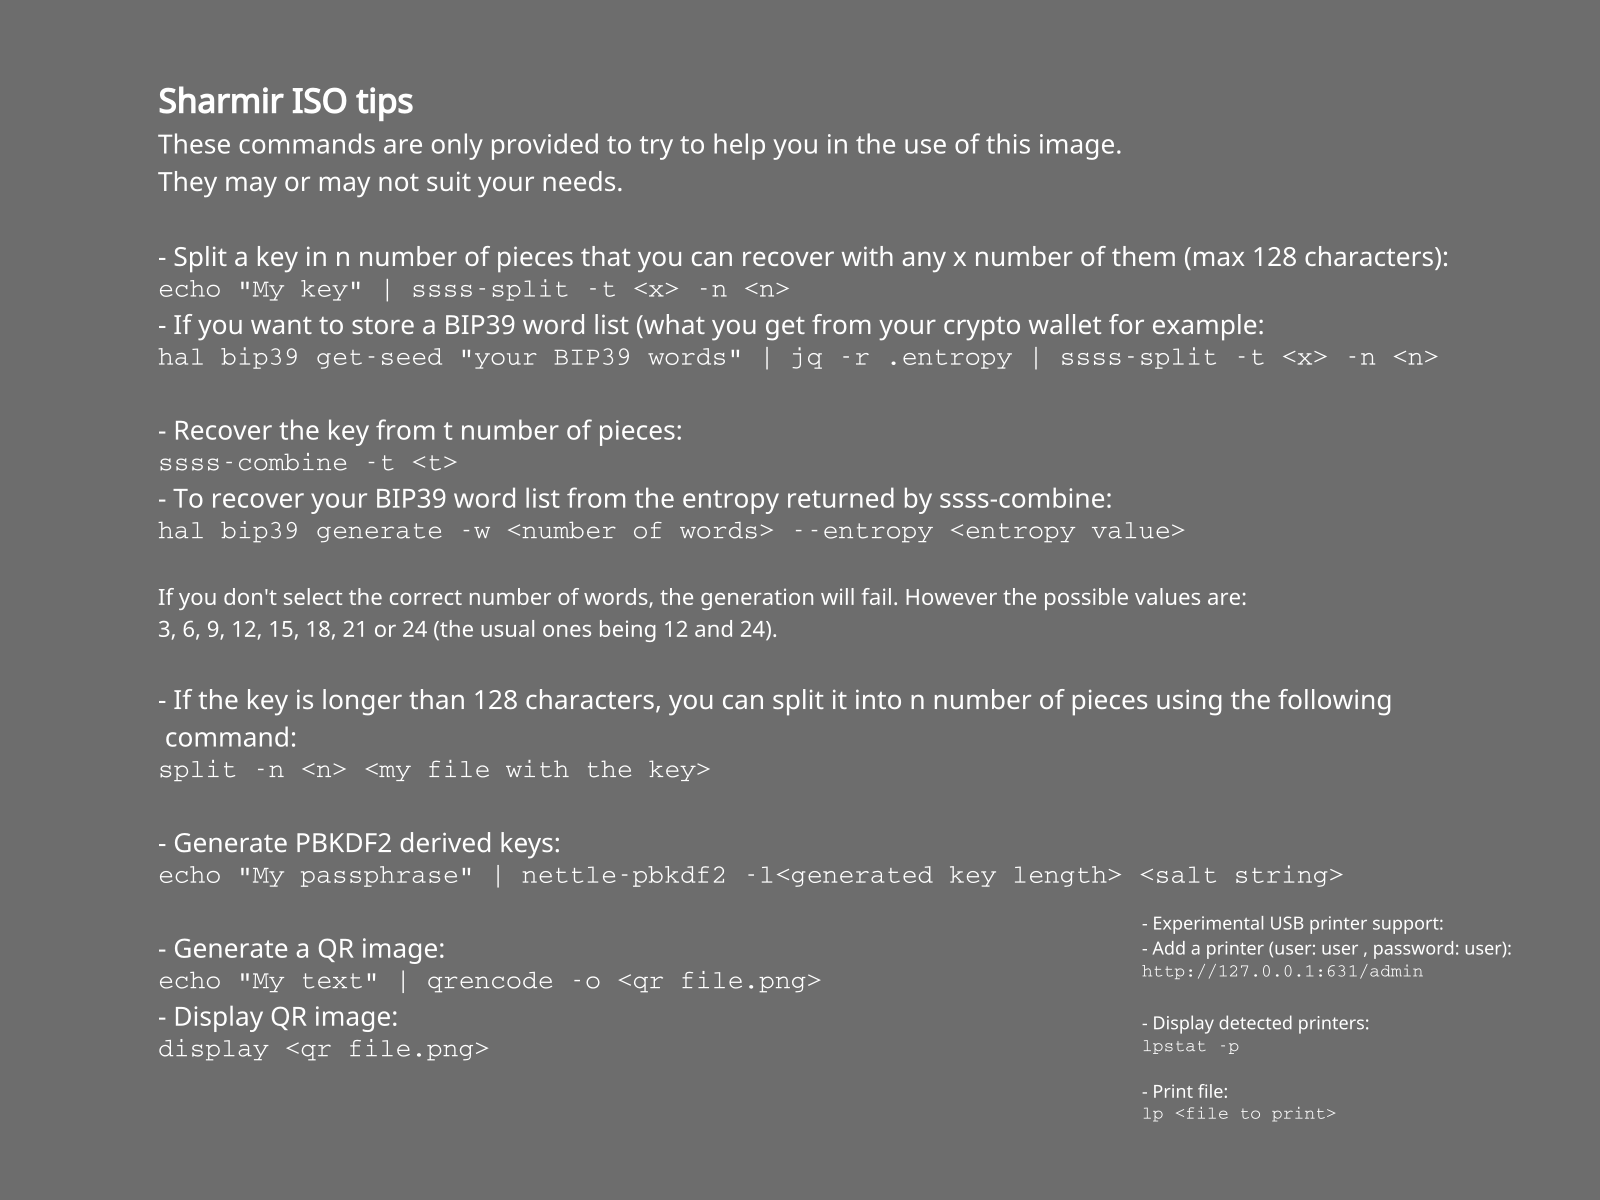 Sharmir ISO tips
These commands are only provided to try to help you in the use of this image.
They may or may not suit your needs.
- Split a key in n number of pieces that you can recover with any x number of them (max 128 characters):
echo "My key" | ssss-split -t <x> -n <n>
- If you want to store a BIP39 word list (what you get from your crypto wallet for example:
hal bip39 get-seed "your BIP39 words" | jq -r .entropy | ssss-split -t <x> -n <n>
- Recover the key from t number of pieces:
ssss-combine -t <t>
- To recover your BIP39 word list from the entropy returned by ssss-combine:
hal bip39 generate -w <number of words> --entropy <entropy value>
If you don't select the correct number of words, the generation will fail. However the possible values are:
3, 6, 9, 12, 15, 18, 21 or 24 (the usual ones being 12 and 24).
- If the key is longer than 128 characters, you can split it into n number of pieces using the following
command:
split -n <n> <my file with the key>
- Generate PBKDF2 derived keys:
echo "My passphrase" | nettle-pbkdf2 -l<generated key length> <salt string>
- Generate a QR image:
echo "My text" | qrencode -o <qr file.png>
- Display QR image:
display <qr file.png>
- Experimental USB printer support:
- Add a printer (user: user , password: user):
http://127.0.0.1:631/admin
- Display detected printers:
lpstat -p
- Print file:
lp <file to print>